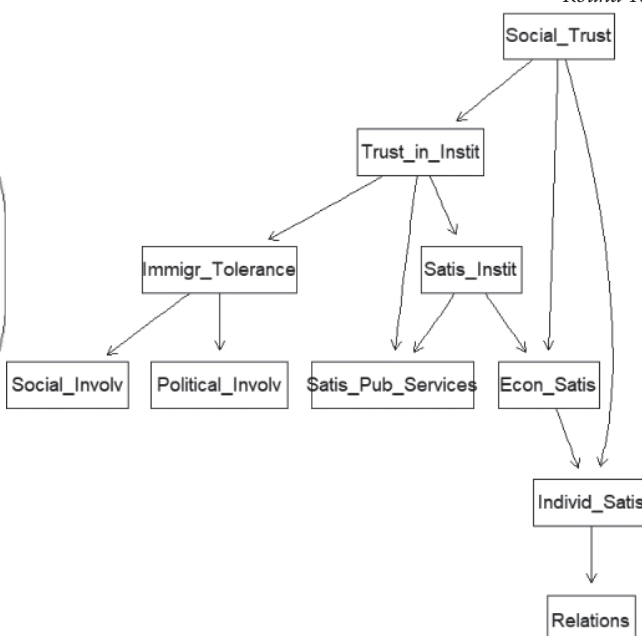 Social_Trust
Trust_in_Instit
Immigr_Tolerance
Satis_Instit
Social_Involv
Political_Involv
Satis_Pub_Services
Econ_Satis
Individ_Satis
Relations